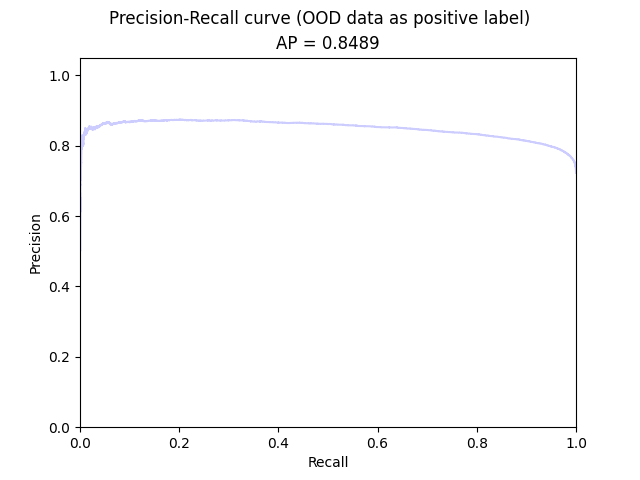 Precision-Recall curve (OOD data as positive label)
AP = 0.8489
1.0
0.8
0.6
0.4
0.2
0.0
Precision
0.0 0.2 0.4 0.6 0.8 1.0
Recall